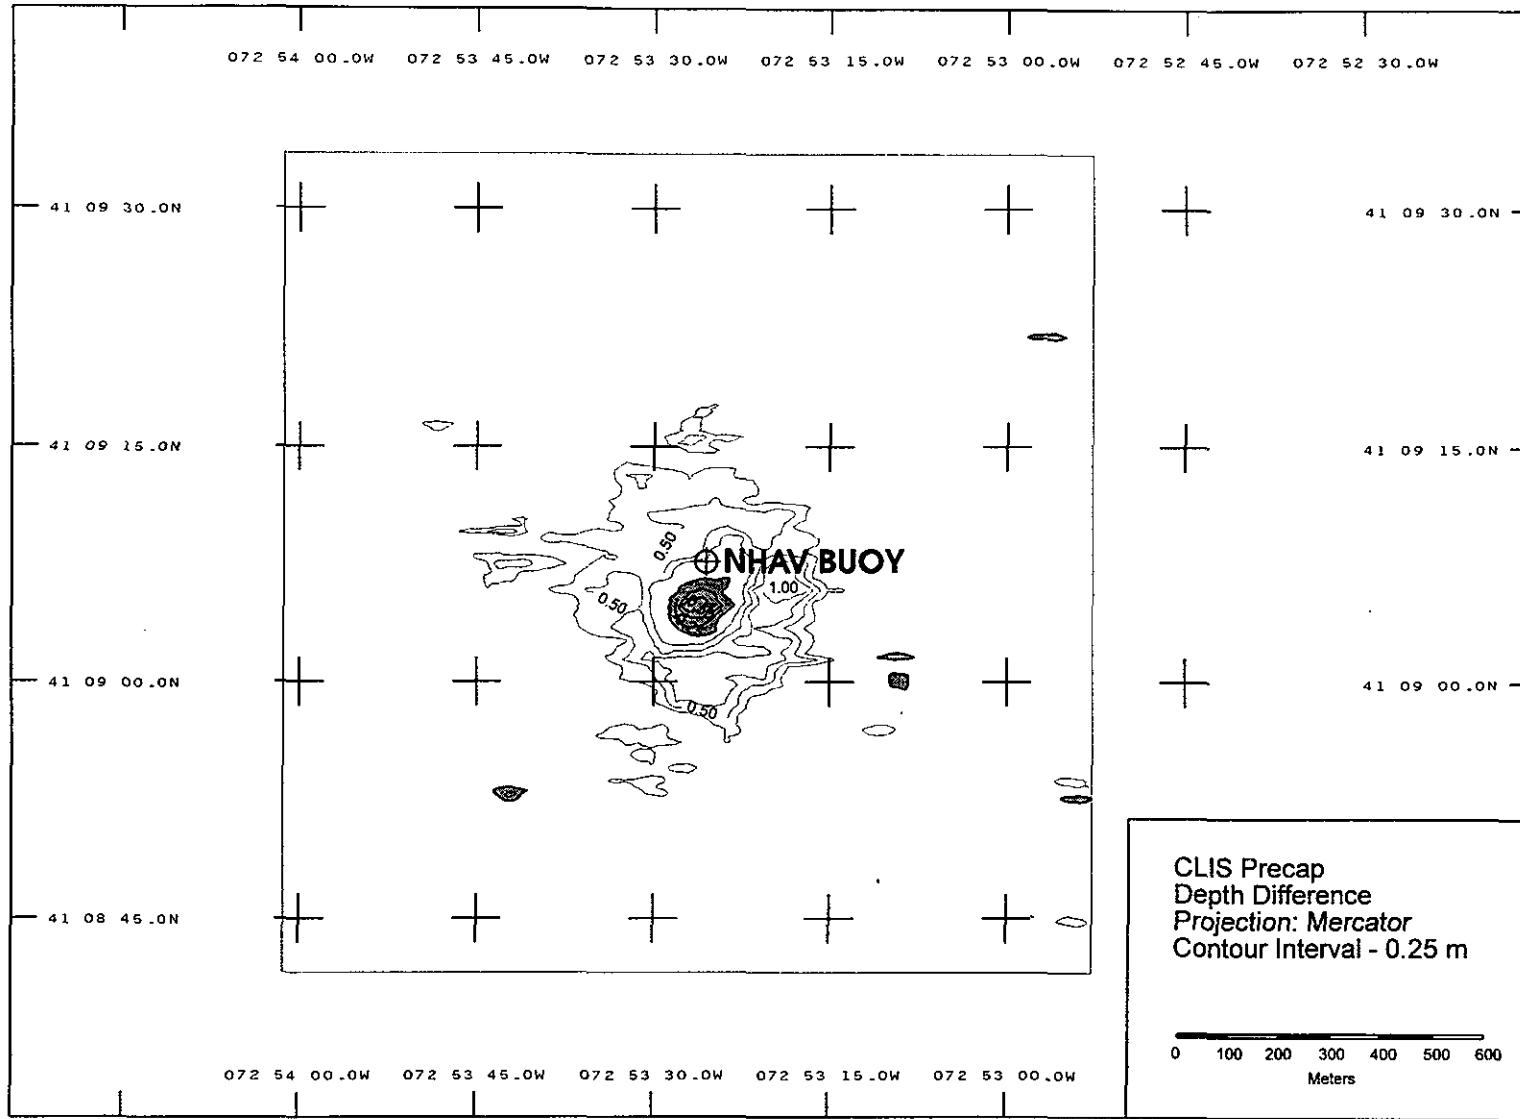 072 54 00.0W 072 53 45.0W 072 53 30.0W 072 53 15.0W 072 53 00.0W 072 52 45.0W 072 52 30.0W
41 09 30.0N 41 09 30.0N
41 09 15.0N 41 09 15.0N
0.50
NHAV BUOY
1.00
0.50
41 09 00.0N 41 09 00.0N
0.50
CLIS Precap
Depth Difference
Projection: Mercator
Contour Interval - 0.25 m
41 08 45.0N
0 100 200 300 400 500 600
Meters
072 54 00.0W 072 53 45.0W 072 53 30.0W 072 53 15.0W 072 53 00.0W